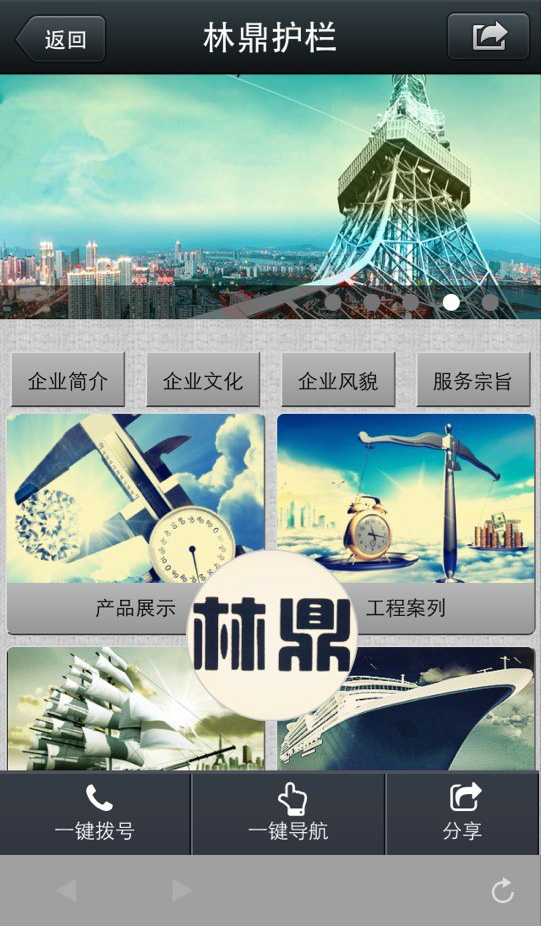 返回
林鼎护栏
企业简介
企业文化
企业风貌
服务宗旨
产品展示
工程案列
林鼎
一键拨号
一键导航
分享